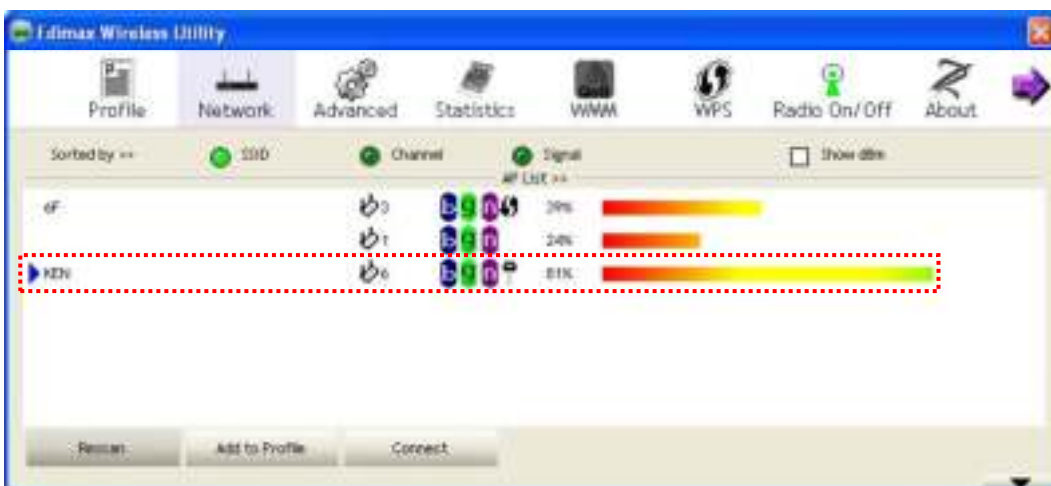 Edimax Wireless Utility
Profile Network Advanced Statistics WMM WPS Radio On/Off About
Sorted by >> SSID Channel Signal Show dBm
AP List >>
6F 3 b g n 29%
1 b g n 24%
KEN 6 b g n 81%
Rescan Add to Profile Connect